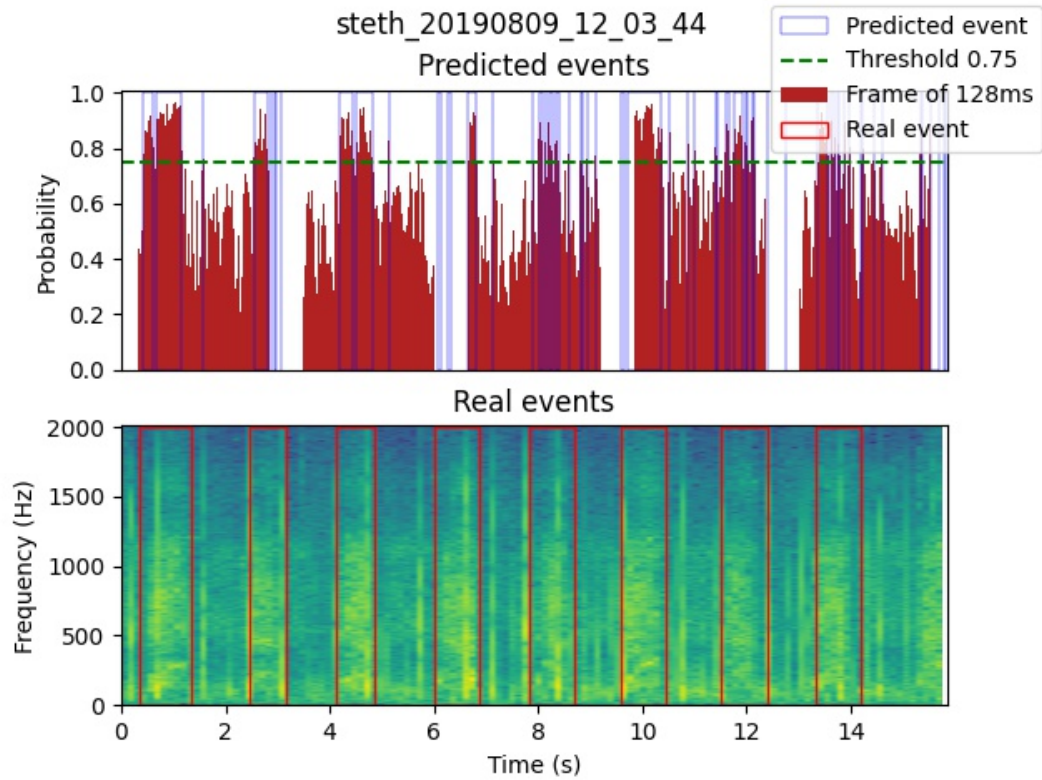 steth_20190809_12_03_44
Predicted events
Predicted event
Threshold 0.75
Frame of 128ms
Real event
1.0
0.8
0.6
0.4
0.2
0.0
Probability
Real events
2000
1500
1000
500
0
Frequency (Hz)
0 2 4 6 8 10 12 14
Time (s)